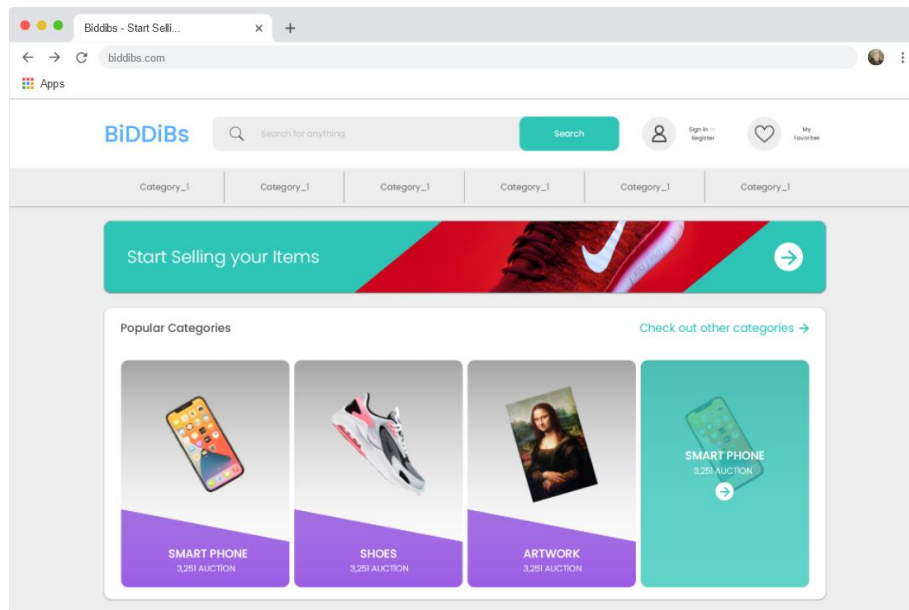 Biddibs - Start Selli...
biddibs.com
Apps
BiDDiBs
Search for anything
Search
Sign in or
Register
My
Favorites
Category_1
Category_1
Category_1
Category_1
Category_1
Category_1
Start Selling your Items
Popular Categories
Check out other categories →
SMART PHONE
3,251 AUCTION
SHOES
3,251 AUCTION
ARTWORK
3,251 AUCTION
SMART PHONE
3,251 AUCTION